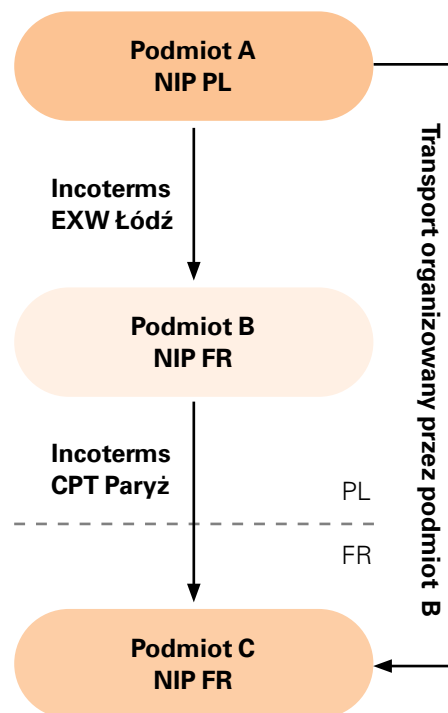 Podmiot A
NIP PL
Incoterms
EXW Łódź
Podmiot B
NIP FR
Incoterms
CPT Paryż
PL
FR
Podmiot C
NIP FR
Transport organizowany przez podmiot B